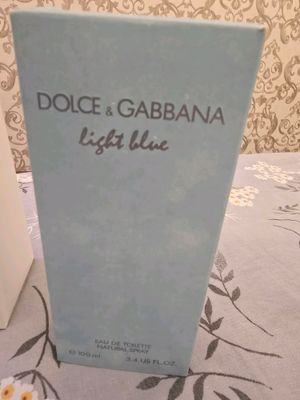 DOLCE & GABBANA
light blue
EAU DE TOILETTE
NATURAL SPRAY
℮ 100 ml 3.4 US FL.OZ.